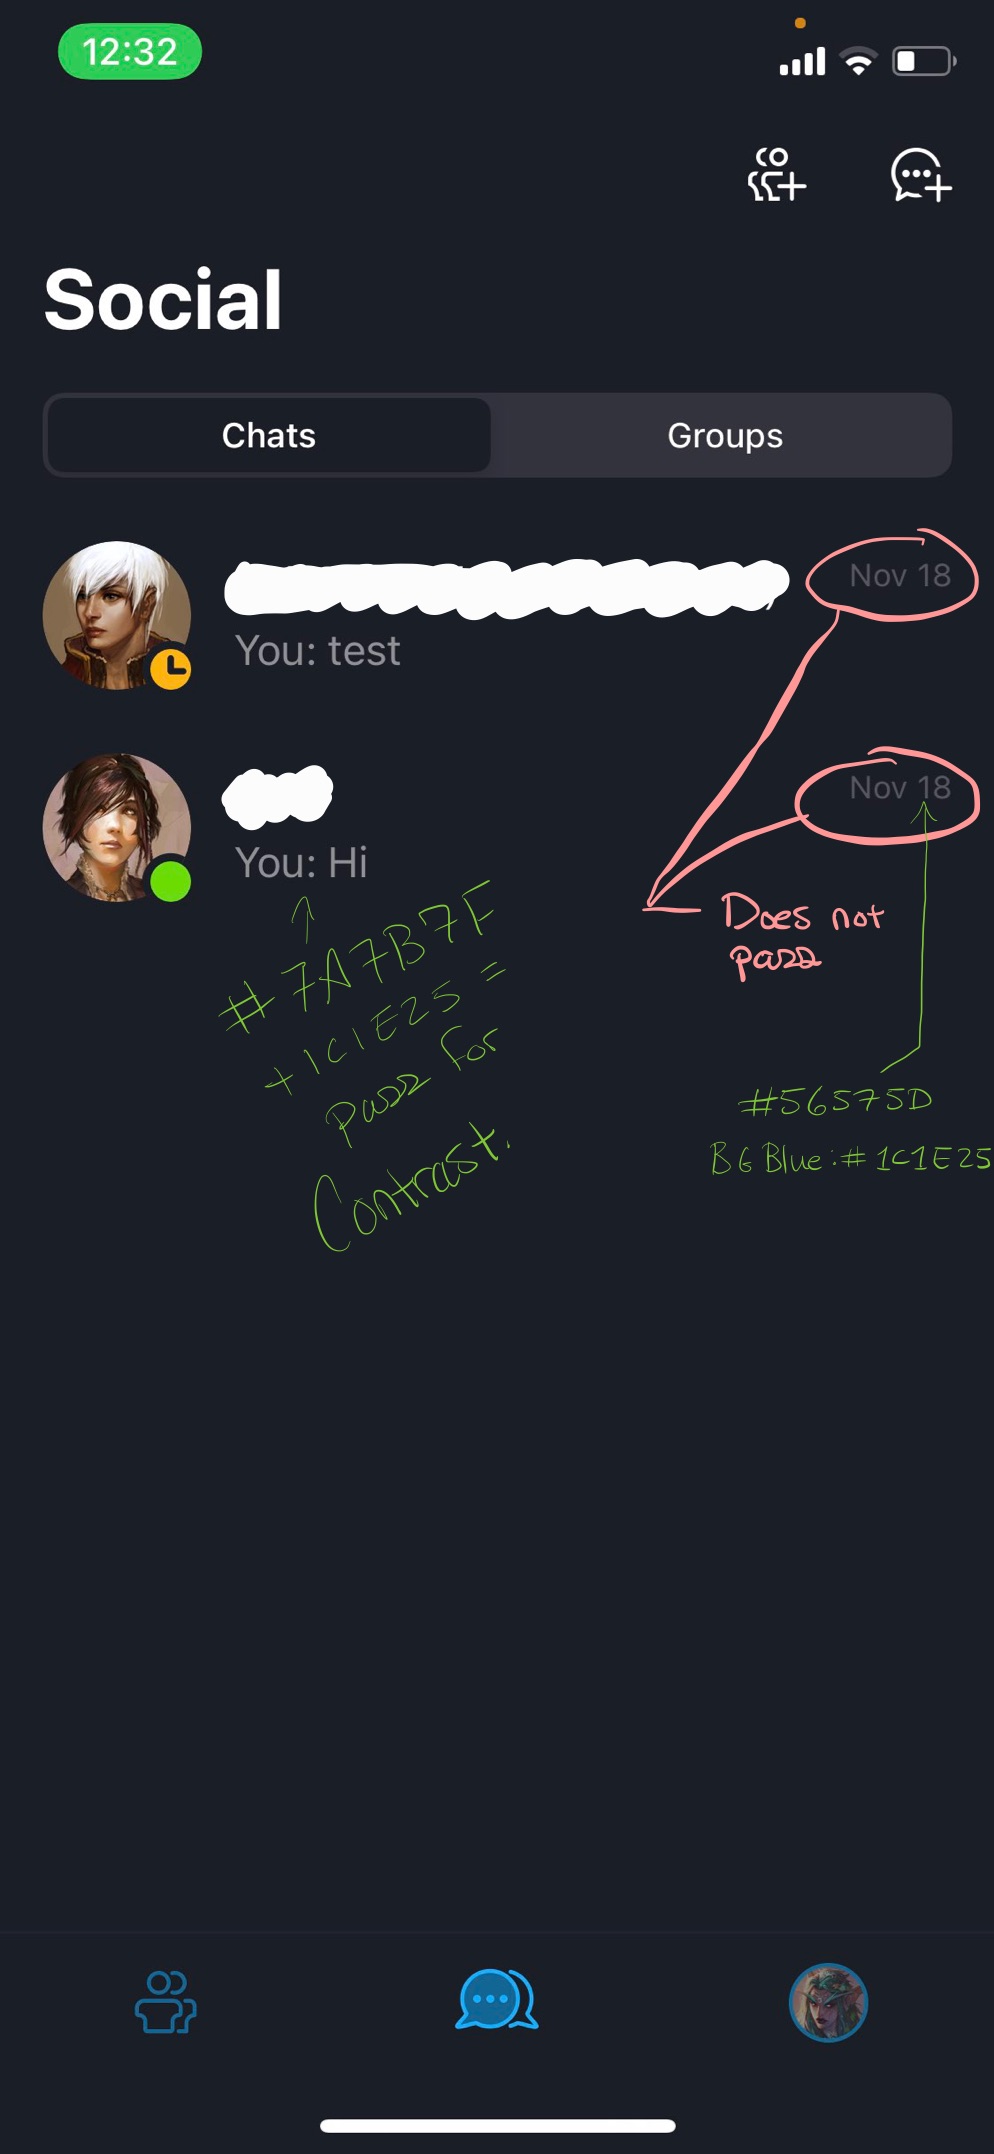 12:32
Social
Chats
Groups
Nov 18
You: test
Nov 18
You: Hi
#7A7B7F
+1C1E25 =
pass for
Contrast.
Does not
pass
#56575D
BG Blue: #1C1E25